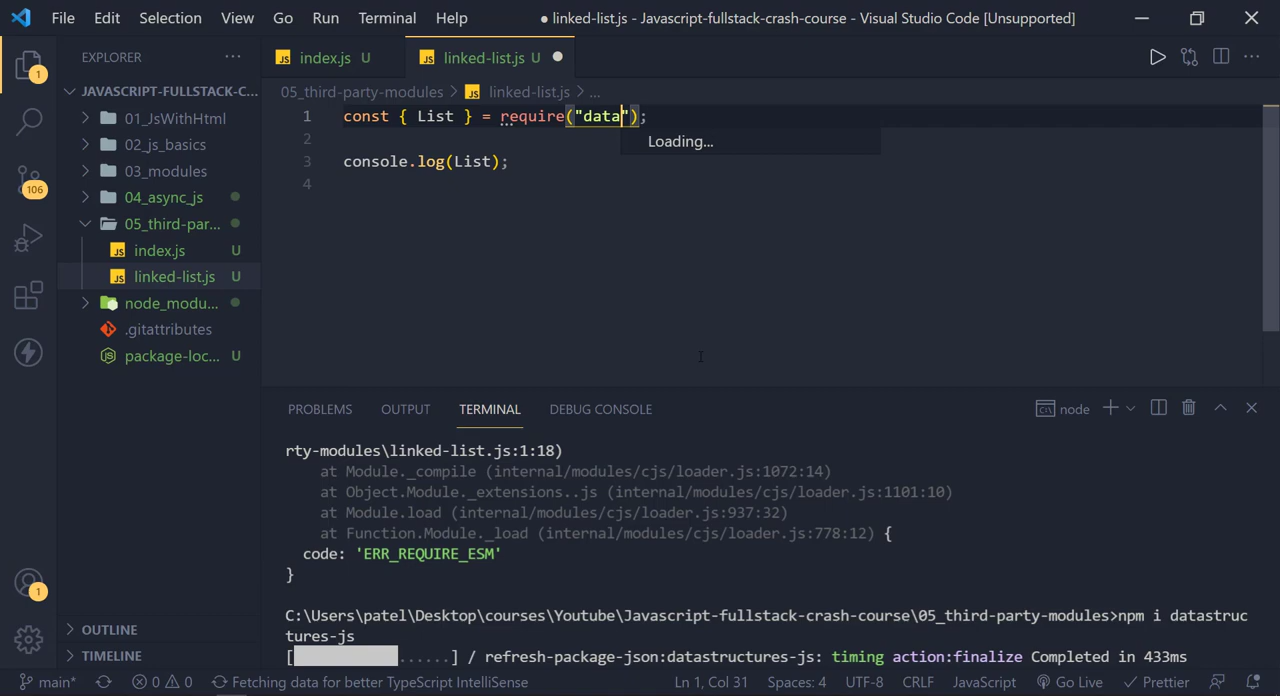 File Edit Selection View Go Run Terminal Help ● linked-list.js - Javascript-fullstack-crash-course - Visual Studio Code [Unsupported]
EXPLORER ...
JS index.js U JS linked-list.js U ●
1
JAVASCRIPT-FULLSTACK-C...
05_third-party-modules > JS linked-list.js > ...
01_JsWithHtml
02_js_basics
03_modules
04_async_js
05_third-par...
JS index.js U
JS linked-list.js U
node_modu...
.gitattributes
package-loc... U
106
1 const { List } = require("data");
Loading...
2
3 console.log(List);
4
PROBLEMS OUTPUT TERMINAL DEBUG CONSOLE node
rty-modules\linked-list.js:1:18)
at Module._compile (internal/modules/cjs/loader.js:1072:14)
at Object.Module._extensions..js (internal/modules/cjs/loader.js:1101:10)
at Module.load (internal/modules/cjs/loader.js:937:32)
at Function.Module._load (internal/modules/cjs/loader.js:778:12) {
code: 'ERR_REQUIRE_ESM'
}
C:\Users\patel\Desktop\courses\Youtube\Javascript-fullstack-crash-course\05_third-party-modules>npm i datastruc
tures-js
[ ......] / refresh-package-json:datastructures-js: timing action:finalize Completed in 433ms
1
OUTLINE
TIMELINE
main* 0 0 Fetching data for better TypeScript IntelliSense Ln 1, Col 31 Spaces: 4 UTF-8 CRLF JavaScript Go Live Prettier